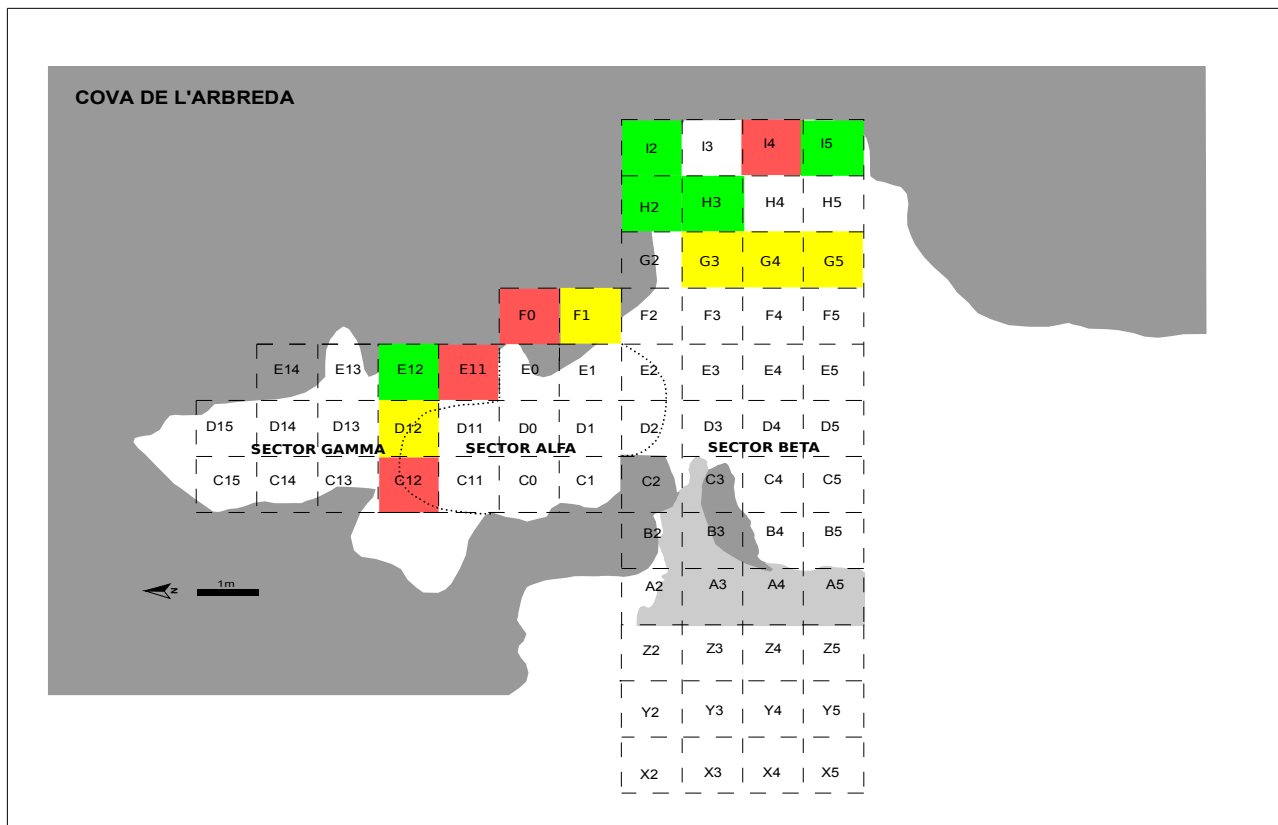 COVA DE L'ARBREDA
I2 I3 I4 I5
H2 H3 H4 H5
G2 G3 G4 G5
F0 F1 F2 F3 F4 F5
E14 E13 E12 E11 E0 E1 E2 E3 E4 E5
D15 D14 D13 D12 D11 D0 D1 D2 D3 D4 D5
SECTOR GAMMA SECTOR ALFA SECTOR BETA
C15 C14 C13 C12 C11 C0 C1 C2 C3 C4 C5
B2 B3 B4 B5
N 1m A2 A3 A4 A5
Z2 Z3 Z4 Z5
Y2 Y3 Y4 Y5
X2 X3 X4 X5